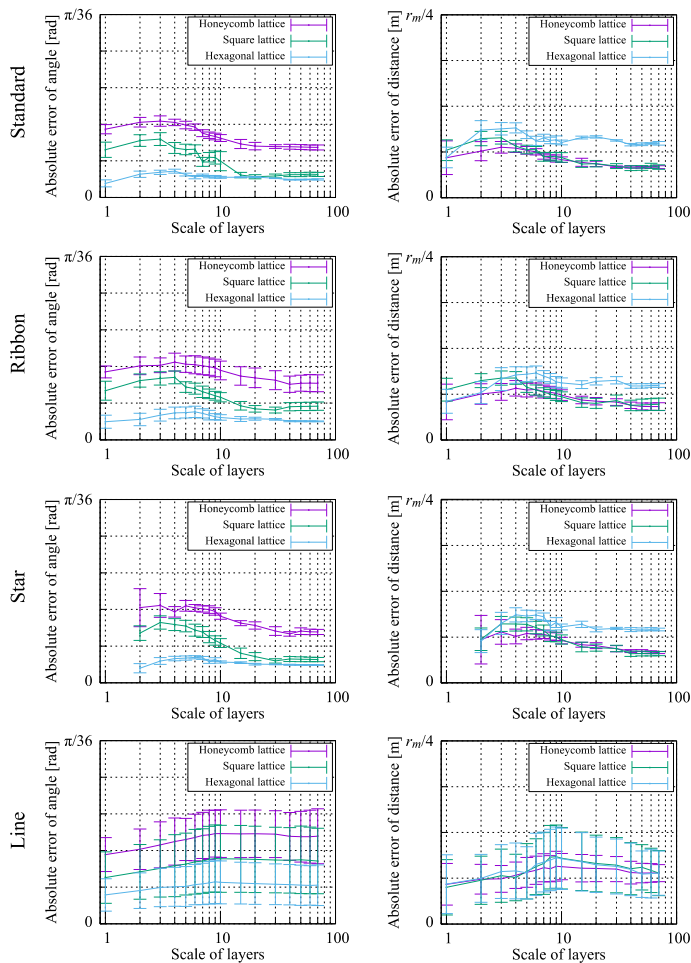 Standard
Absolute error of angle [rad]
π/36
0
Honeycomb lattice
Square lattice
Hexagonal lattice
1
10
100
Scale of layers
Absolute error of distance [m]
rm/4
0
Honeycomb lattice
Square lattice
Hexagonal lattice
1
10
100
Scale of layers
Ribbon
Absolute error of angle [rad]
π/36
0
Honeycomb lattice
Square lattice
Hexagonal lattice
1
10
100
Scale of layers
Absolute error of distance [m]
rm/4
0
Honeycomb lattice
Square lattice
Hexagonal lattice
1
10
100
Scale of layers
Star
Absolute error of angle [rad]
π/36
0
Honeycomb lattice
Square lattice
Hexagonal lattice
1
10
100
Scale of layers
Absolute error of distance [m]
rm/4
0
Honeycomb lattice
Square lattice
Hexagonal lattice
1
10
100
Scale of layers
Line
Absolute error of angle [rad]
π/36
0
Honeycomb lattice
Square lattice
Hexagonal lattice
1
10
100
Scale of layers
Absolute error of distance [m]
rm/4
0
Honeycomb lattice
Square lattice
Hexagonal lattice
1
10
100
Scale of layers